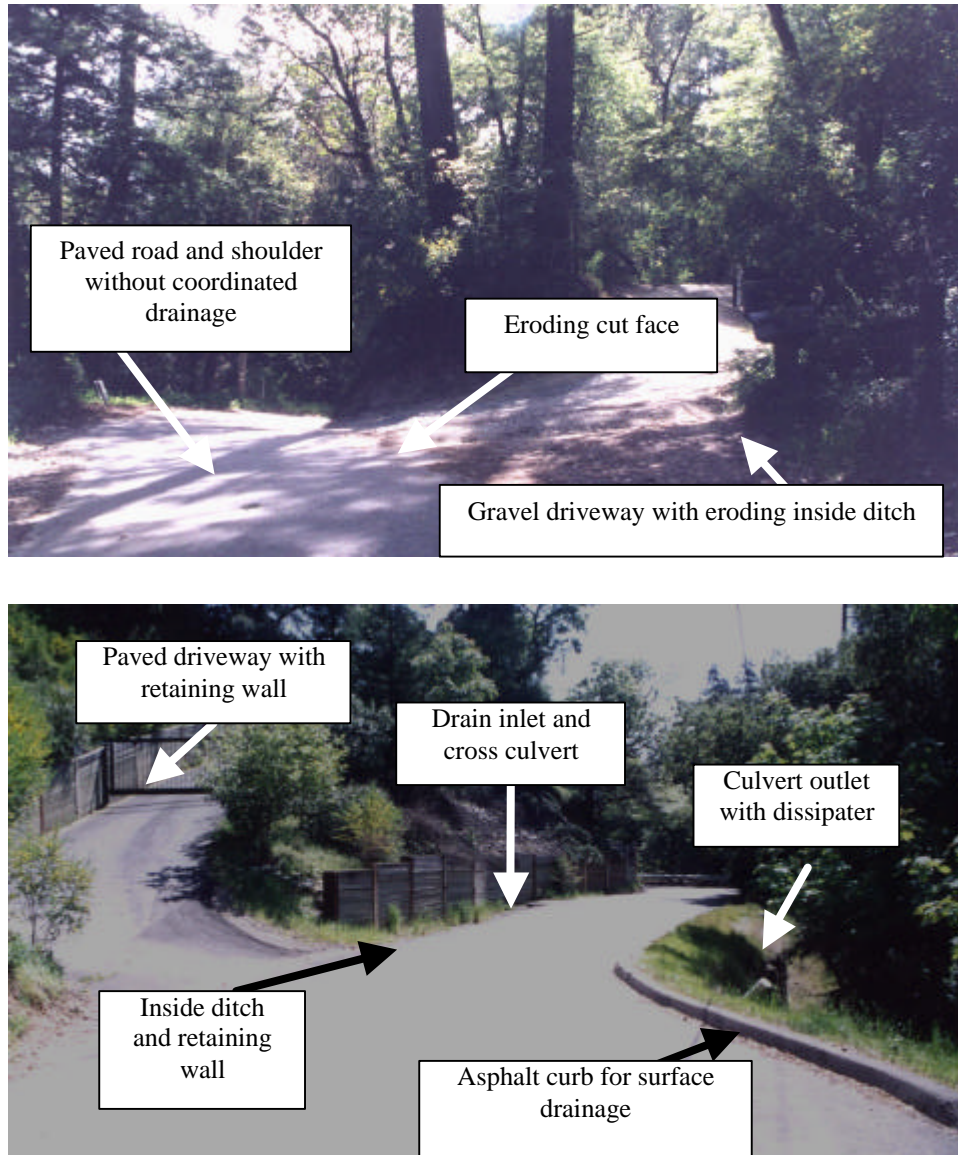 Paved road and shoulder
without coordinated
drainage
Eroding cut face
Gravel driveway with eroding inside ditch
Paved driveway with
retaining wall
Drain inlet and
cross culvert
Culvert outlet
with dissipater
Inside ditch
and retaining
wall
Asphalt curb for surface
drainage